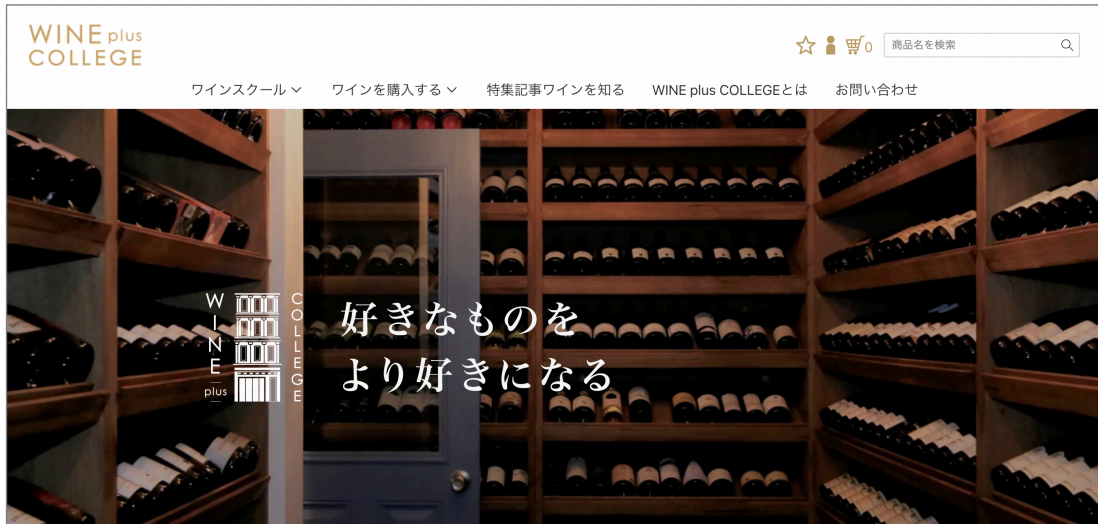 WINE plus
COLLEGE
0
商品名を検索
ワインスクール
ワインを購入する
特集記事ワインを知る
WINE plus COLLEGEとは
お問い合わせ
WINE
plus
COLLEGE
好きなものを
より好きになる